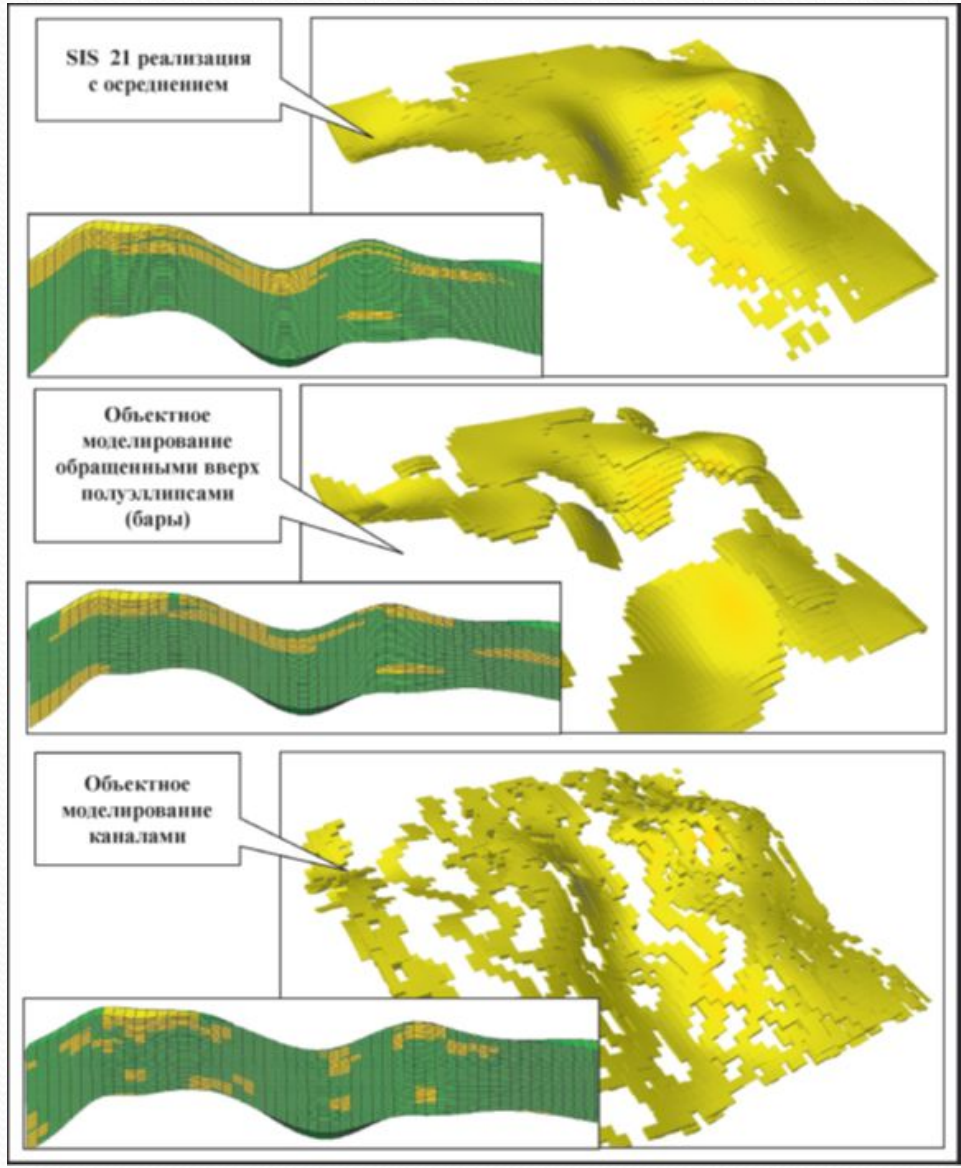 SIS 21 реализация
с осреднением
Объектное
моделирование
обращенными вверх
полуэллипсами
(бары)
Объектное
моделирование
каналами